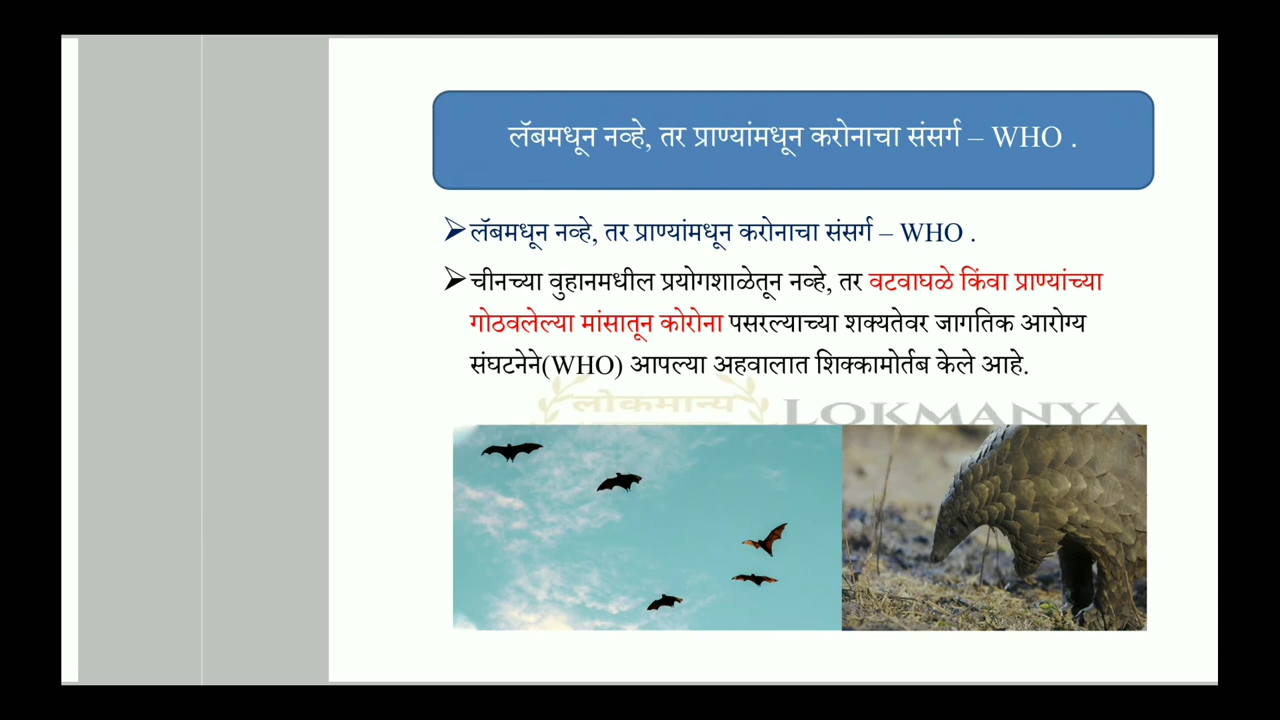 लॅबमधून नव्हे, तर प्राण्यांमधून करोनाचा संसर्ग – WHO .
➢लॅबमधून नव्हे, तर प्राण्यांमधून करोनाचा संसर्ग – WHO .
➢चीनच्या वुहानमधील प्रयोगशाळेतून नव्हे, तर वटवाघळे किंवा प्राण्यांच्या
गोठवलेल्या मांसातून कोरोना पसरल्याच्या शक्यतेवर जागतिक आरोग्य
संघटनेने(WHO) आपल्या अहवालात शिक्कामोर्तब केले आहे.
लोकमान्य LOKMANYA